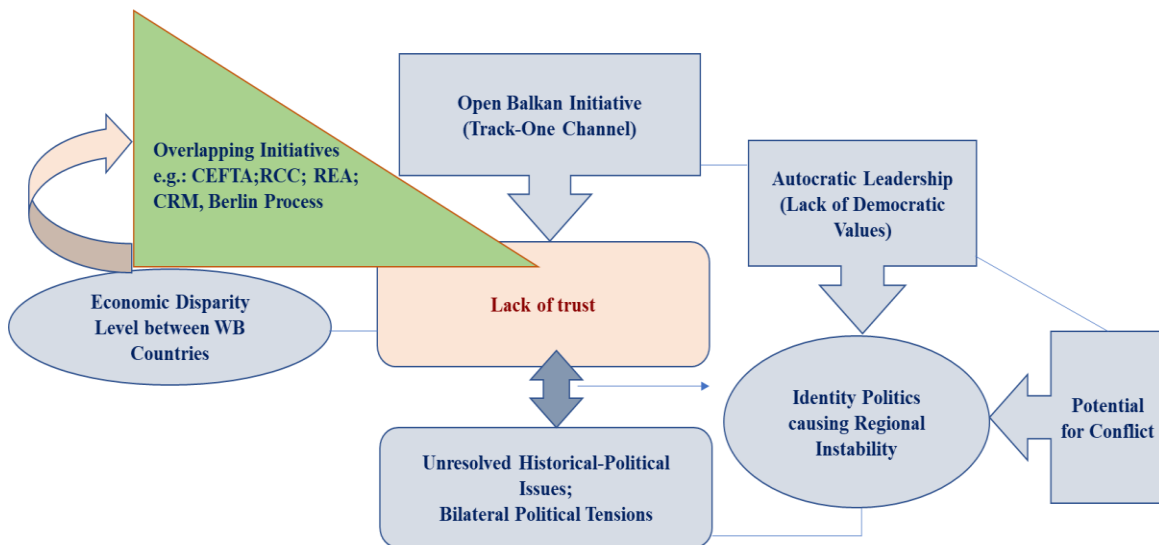 Open Balkan Initiative
(Track-One Channel)
Overlapping Initiatives
e.g.: CEFTA;RCC; REA;
CRM, Berlin Process
Autocratic Leadership
(Lack of Democratic
Values)
Economic Disparity
Level between WB
Countries
Lack of trust
Identity Politics
causing Regional
Instability
Potential
for Conflict
Unresolved Historical-Political
Issues;
Bilateral Political Tensions